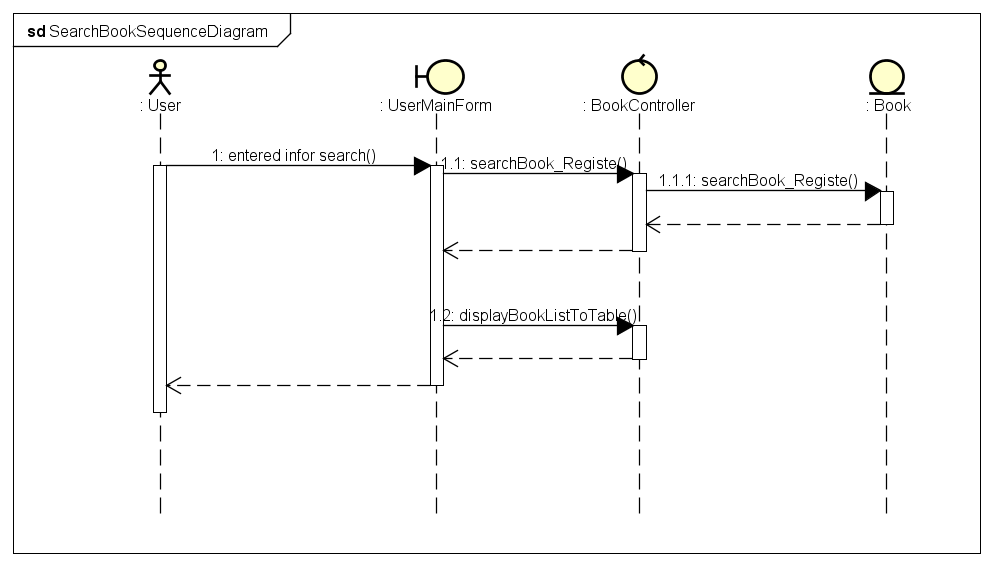 sd SearchBookSequenceDiagram
: User
: UserMainForm
: BookController
: Book
1: entered infor search()
1.1: searchBook_Registe()
1.1.1: searchBook_Registe()
1.2: displayBookListToTable()